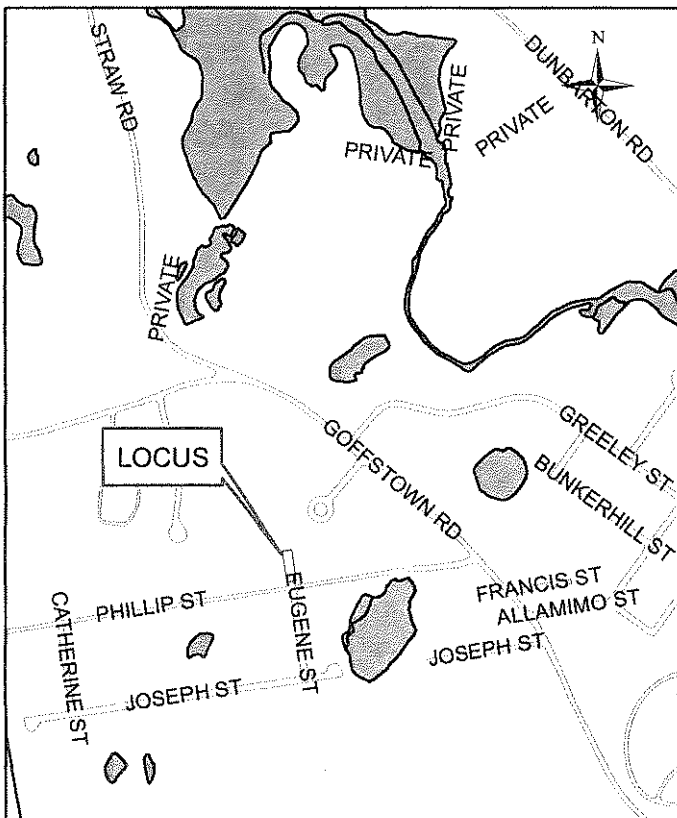 STRAW RD
DUNBARTON RD
N
PRIVATE
PRIVATE
PRIVATE
PRIVATE
GOFFSTOWN RD
GREELEY ST
BUNKERHILL ST
LOCUS
FRANCIS ST
ALLAMIMO ST
PHILLIP ST
EUGENE ST
CATHERINE ST
JOSEPH ST
JOSEPH ST